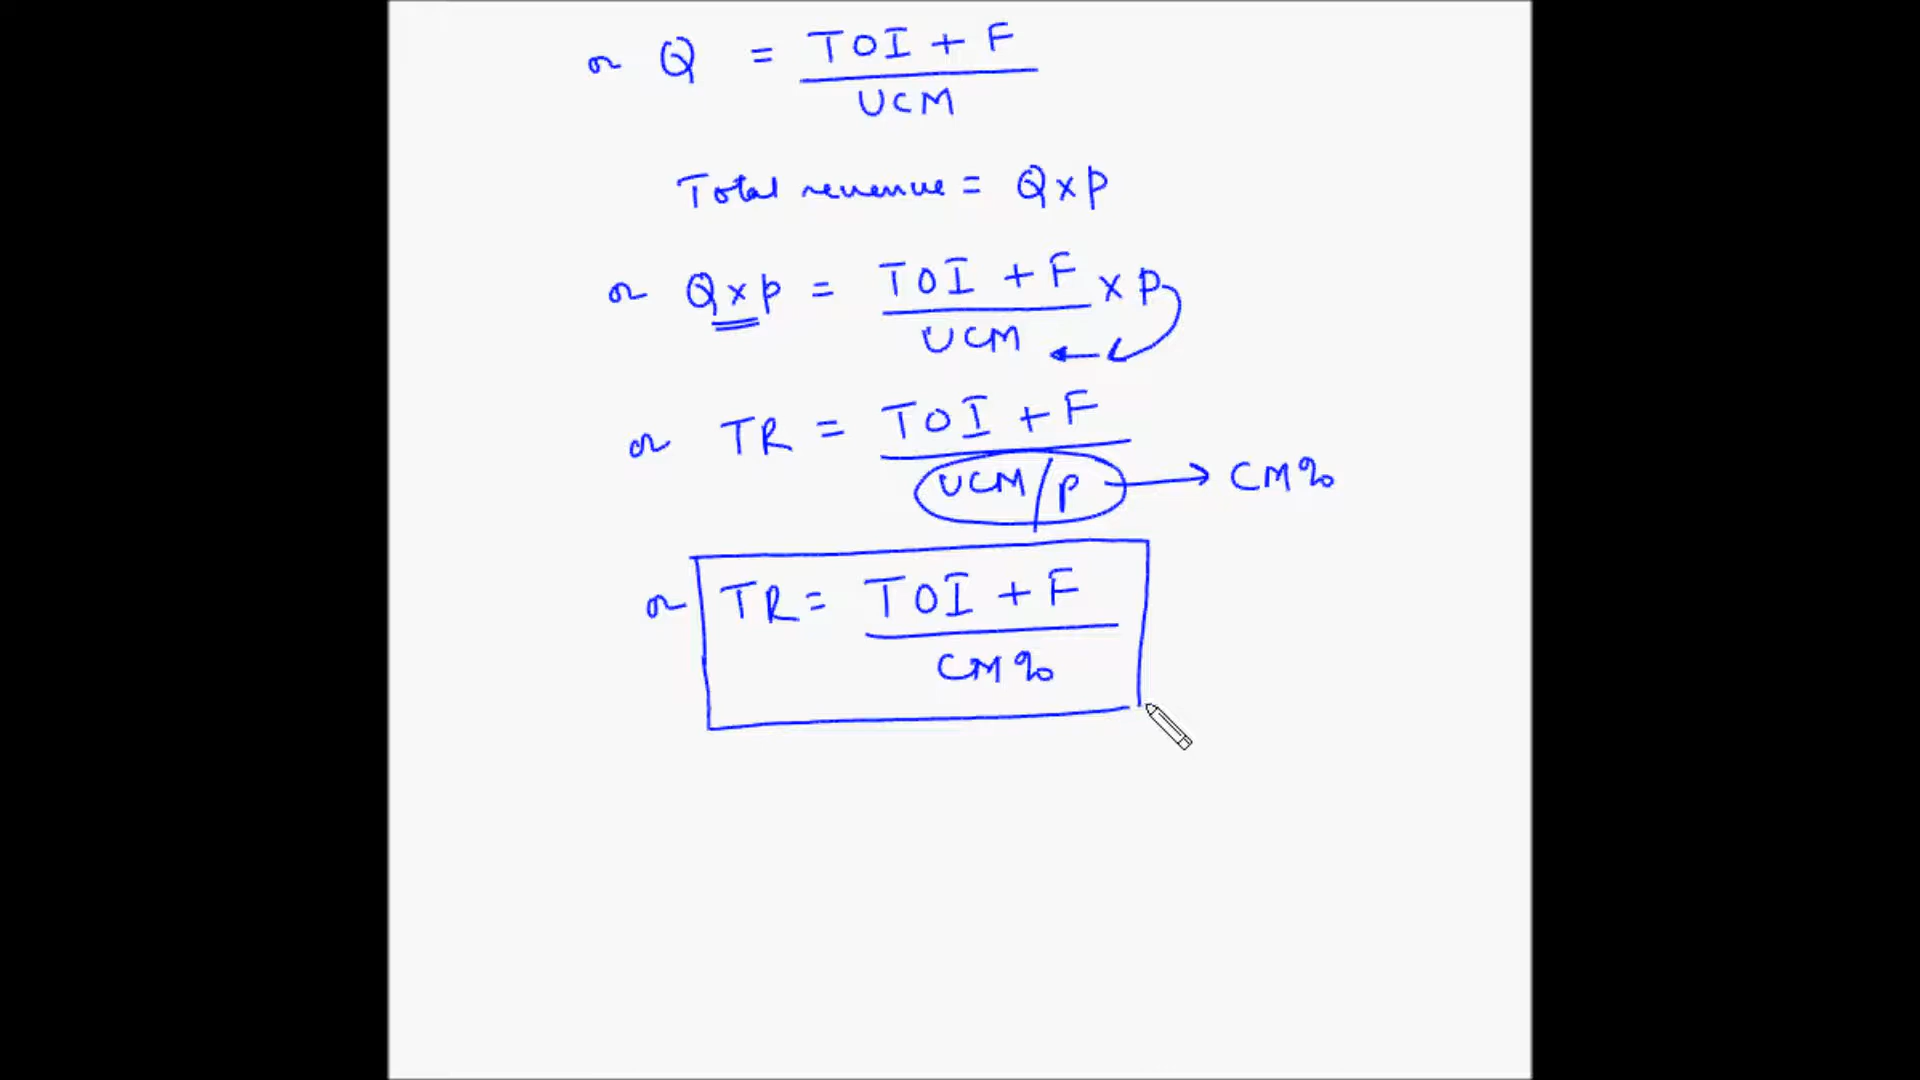 or Q = TOI + F
UCM
Total revenue = Q x p
or Q x p = TOI + F x p
UCM
or TR = TOI + F
UCM / p → CM%
or TR = TOI + F
CM%